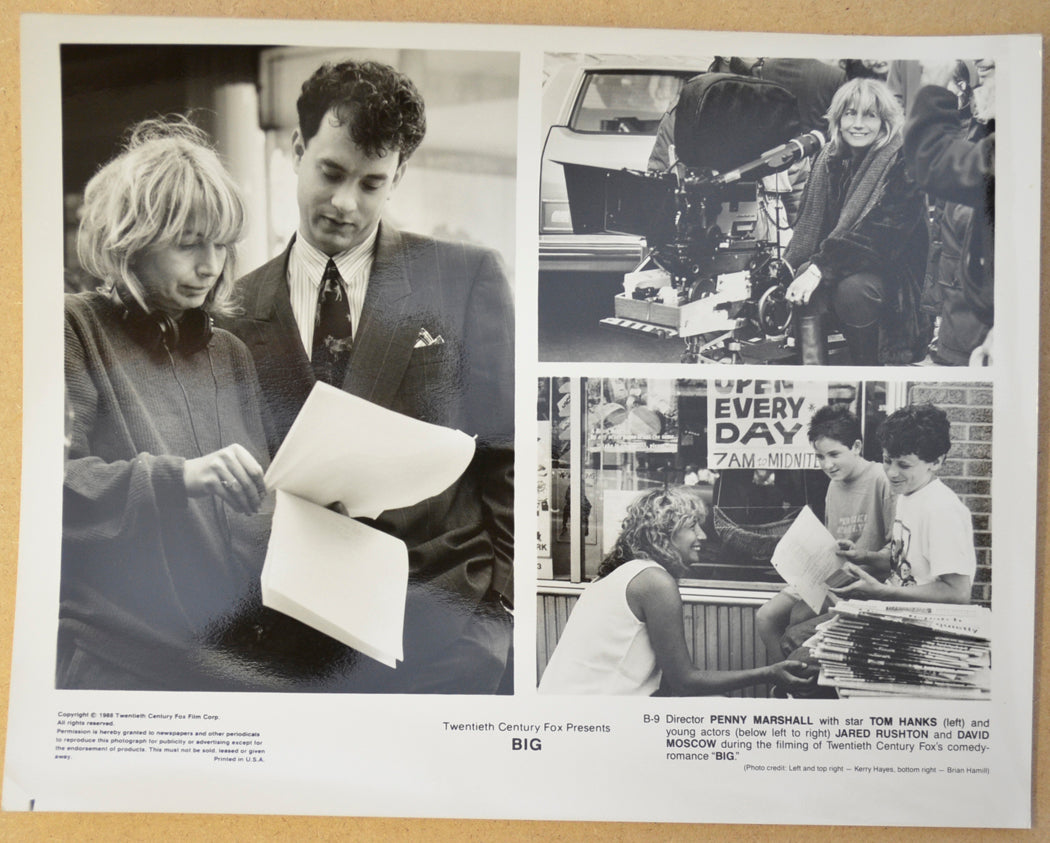 OPEN
EVERY
DAY
7AM to MIDNITE
Copyright © 1988 Twentieth Century Fox Film Corp.
All rights reserved.
Permission is hereby granted to newspapers and other periodicals
to reproduce this photograph for publicity or advertising except for
the endorsement of products. This must not be sold, leased or given
away. Printed in U.S.A.
Twentieth Century Fox Presents
BIG
B-9 Director PENNY MARSHALL with star TOM HANKS (left) and
young actors (below left to right) JARED RUSHTON and DAVID
MOSCOW during the filming of Twentieth Century Fox's comedy-
romance "BIG."
(Photo credit: Left and top right — Kerry Hayes, bottom right — Brian Hamill)